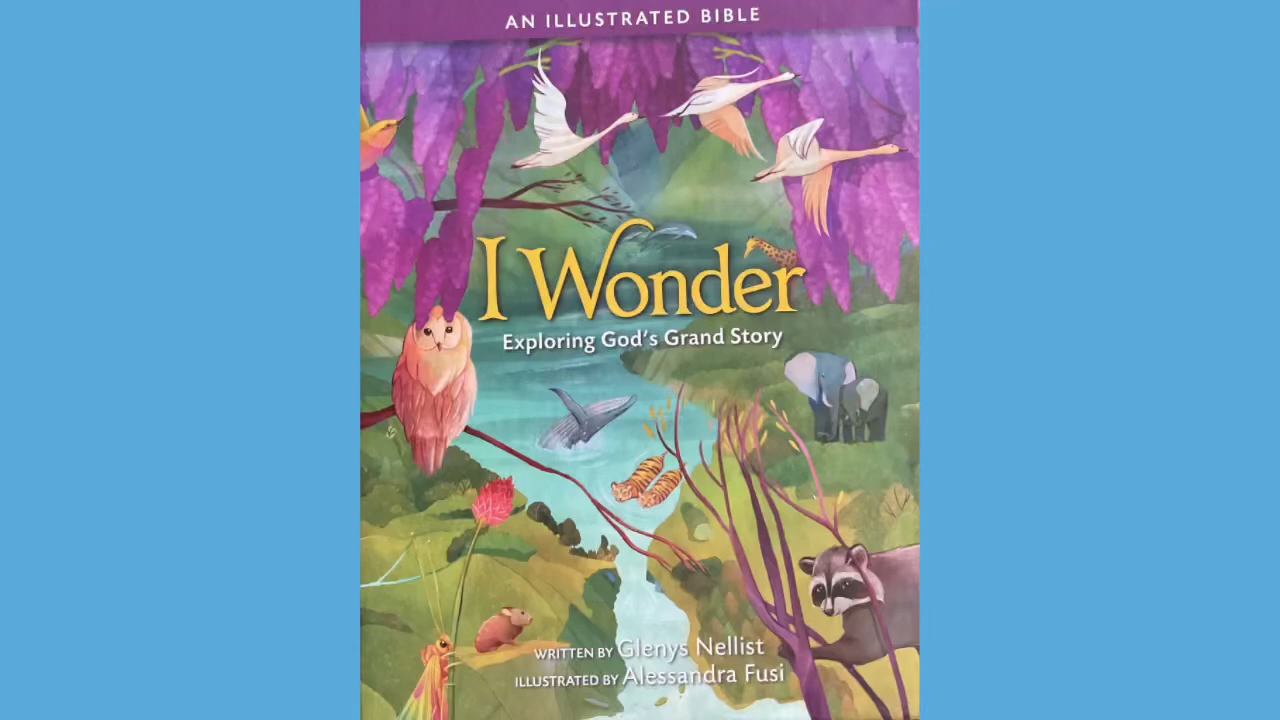 AN ILLUSTRATED BIBLE
I Wonder
Exploring God's Grand Story
WRITTEN BY Glenys Nellist
ILLUSTRATED BY Alessandra Fusi